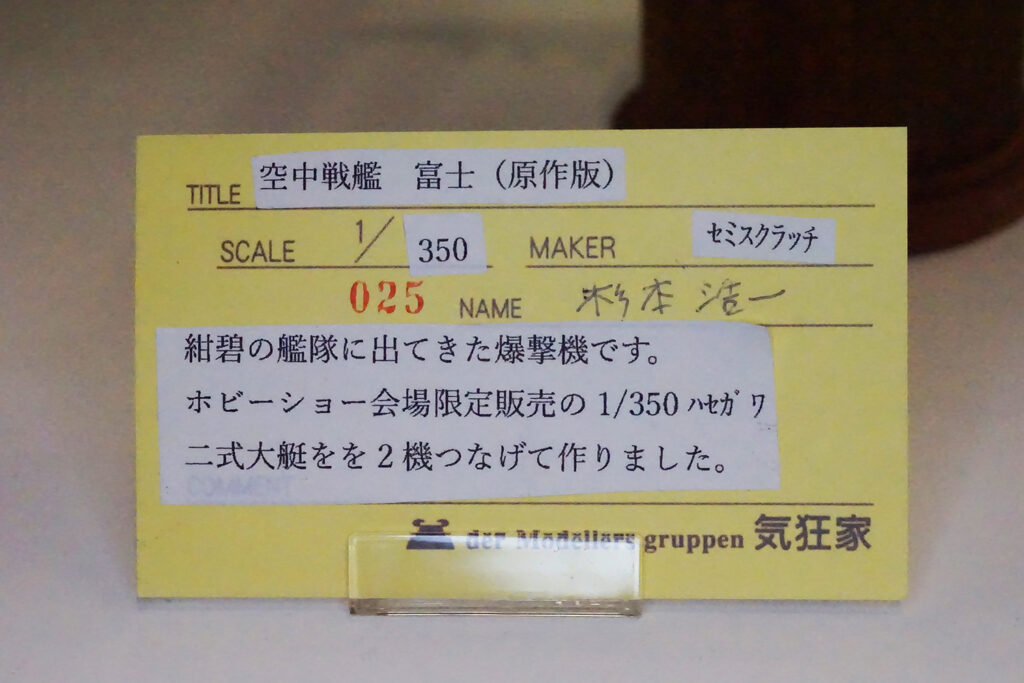 TITLE 空中戦艦　富士（原作版）
SCALE 1/350 MAKER セミスクラッチ
025 NAME 杉本 浩一
紺碧の艦隊に出てきた爆撃機です。
ホビーショー会場限定販売の 1/350 ﾊｾｶﾞﾜ
二式大艇をを２機つなげて作りました。
COMMENT
der Modellers gruppen 気狂家